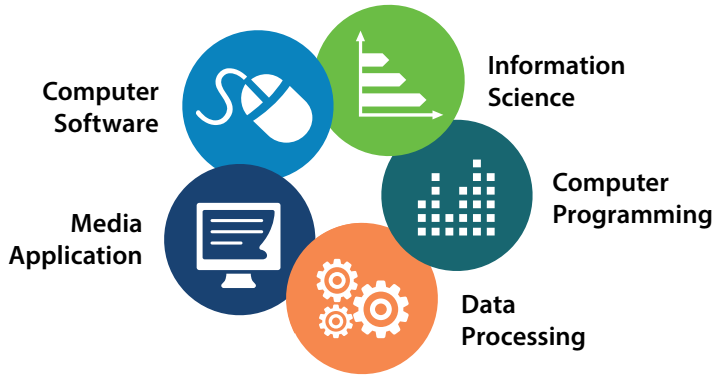 Computer
Software
Information
Science
Computer
Programming
Media
Application
Data
Processing